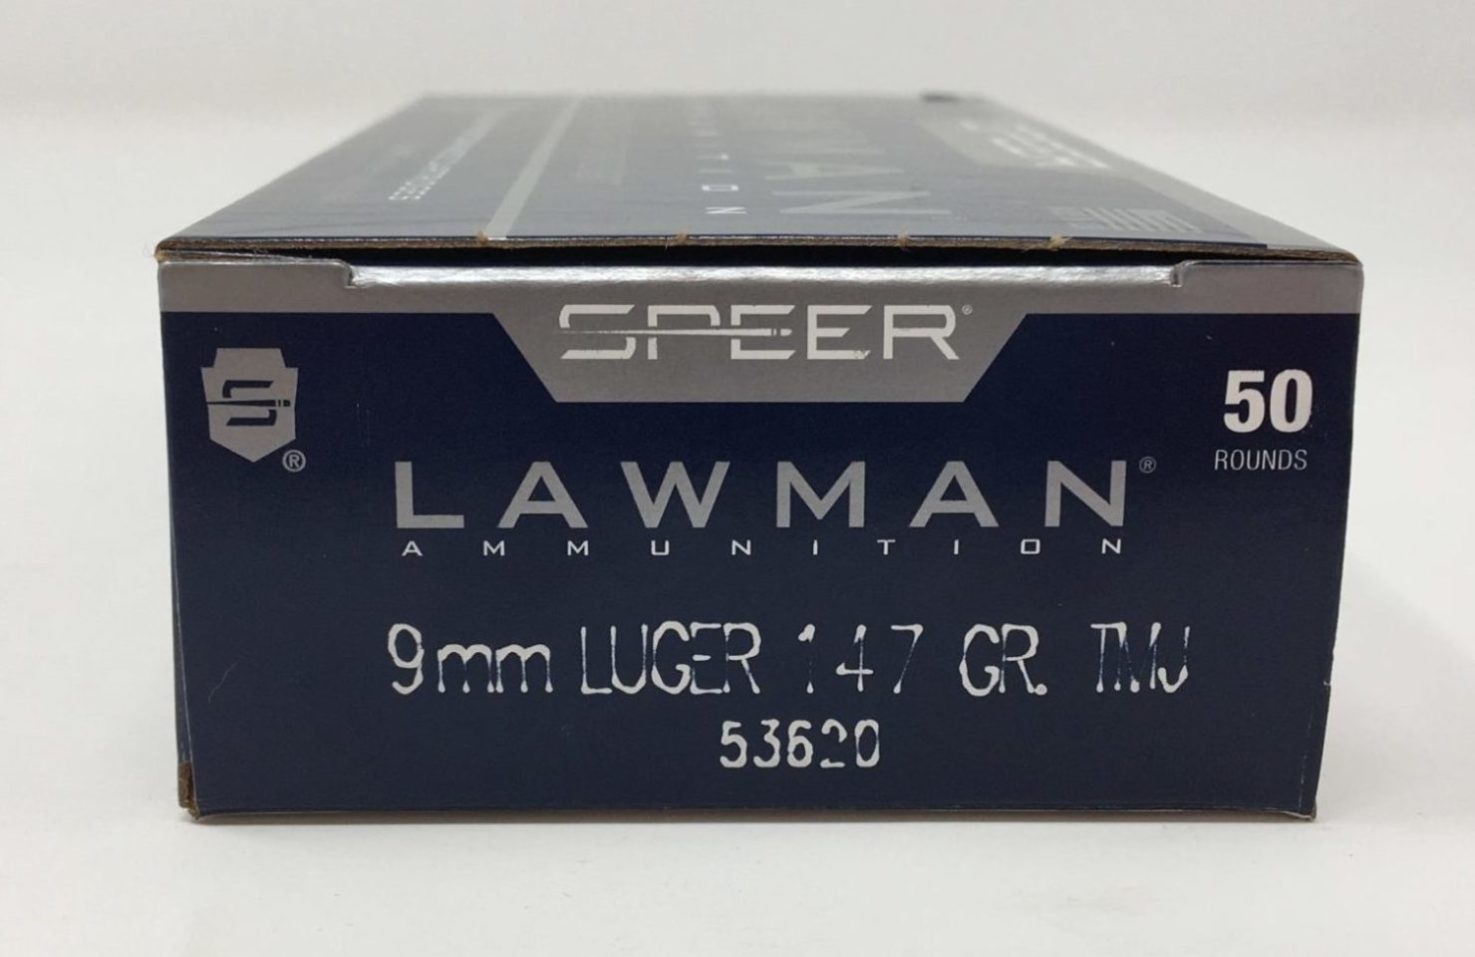 SPEER®
50
ROUNDS
®
LAWMAN®
AMMUNITION
9mm LUGER 147 GR. TMJ
53620